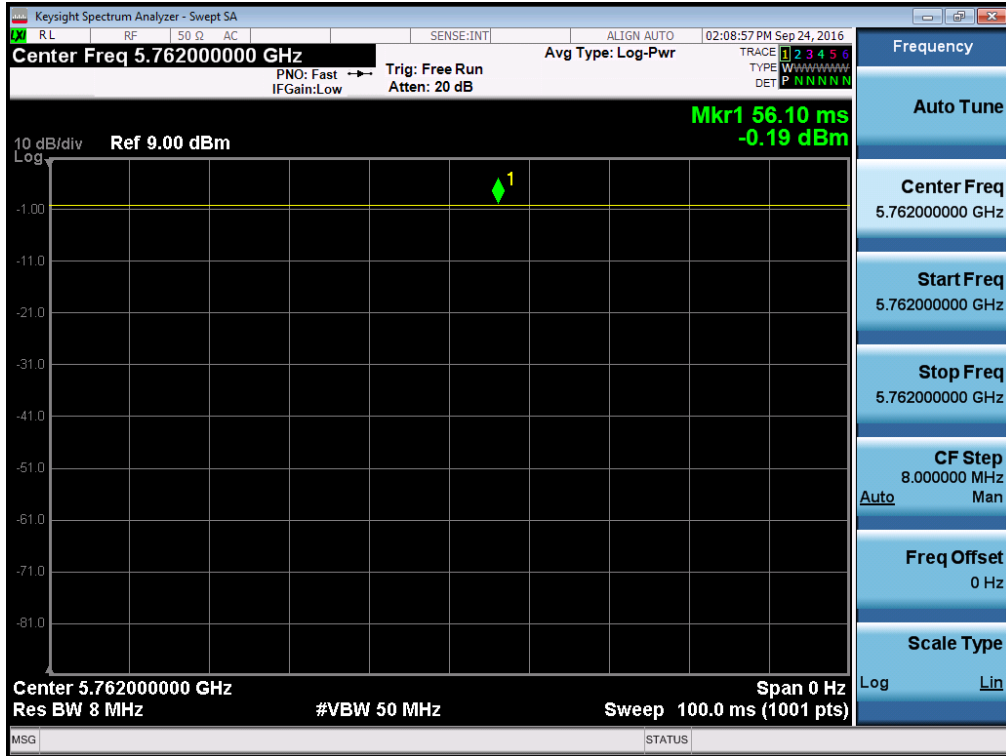 Keysight Spectrum Analyzer - Swept SA
LXI RL RF 50 Ω AC SENSE:INT ALIGN AUTO 02:08:57 PM Sep 24, 2016
Center Freq 5.762000000 GHz
PNO: Fast
IFGain:Low
Trig: Free Run
Atten: 20 dB
Avg Type: Log-Pwr
TRACE 1 2 3 4 5 6
TYPE W W W W W W
DET P N N N N N
Mkr1 56.10 ms
-0.19 dBm
10 dB/div Ref 9.00 dBm
Log
1
-1.00
-11.0
-21.0
-31.0
-41.0
-51.0
-61.0
-71.0
-81.0
Center 5.762000000 GHz Span 0 Hz
Res BW 8 MHz #VBW 50 MHz Sweep 100.0 ms (1001 pts)
MSG STATUS
Frequency
Auto Tune
Center Freq
5.762000000 GHz
Start Freq
5.762000000 GHz
Stop Freq
5.762000000 GHz
CF Step
8.000000 MHz
Auto Man
Freq Offset
0 Hz
Scale Type
Log Lin